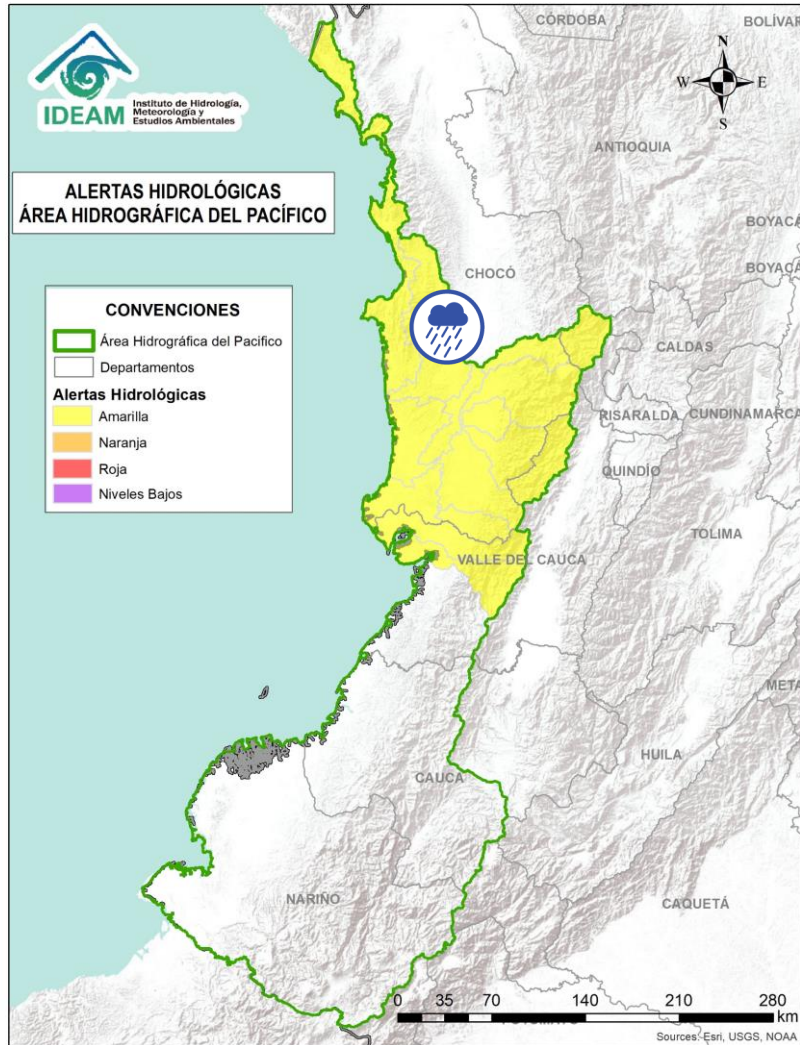 CÓRDOBA
BOLÍVAR
IDEAM
Instituto de Hidrología,
Meteorología y
Estudios Ambientales
N
W E
S
ANTIOQUIA
ALERTAS HIDROLÓGICAS
ÁREA HIDROGRÁFICA DEL PACÍFICO
BOYACÁ
BOYACÁ
CHOCÓ
CONVENCIONES
Área Hidrográfica del Pacifico
Departamentos
Alertas Hidrológicas
Amarilla
Naranja
Roja
Niveles Bajos
CALDAS
RISARALDA
CUNDINAMARCA
QUINDÍO
TOLIMA
VALLE DEL CAUCA
META
HUILA
CAUCA
NARIÑO
CAQUETÁ
0 35 70 140 210 280
km
Sources: Esri, USGS, NOAA